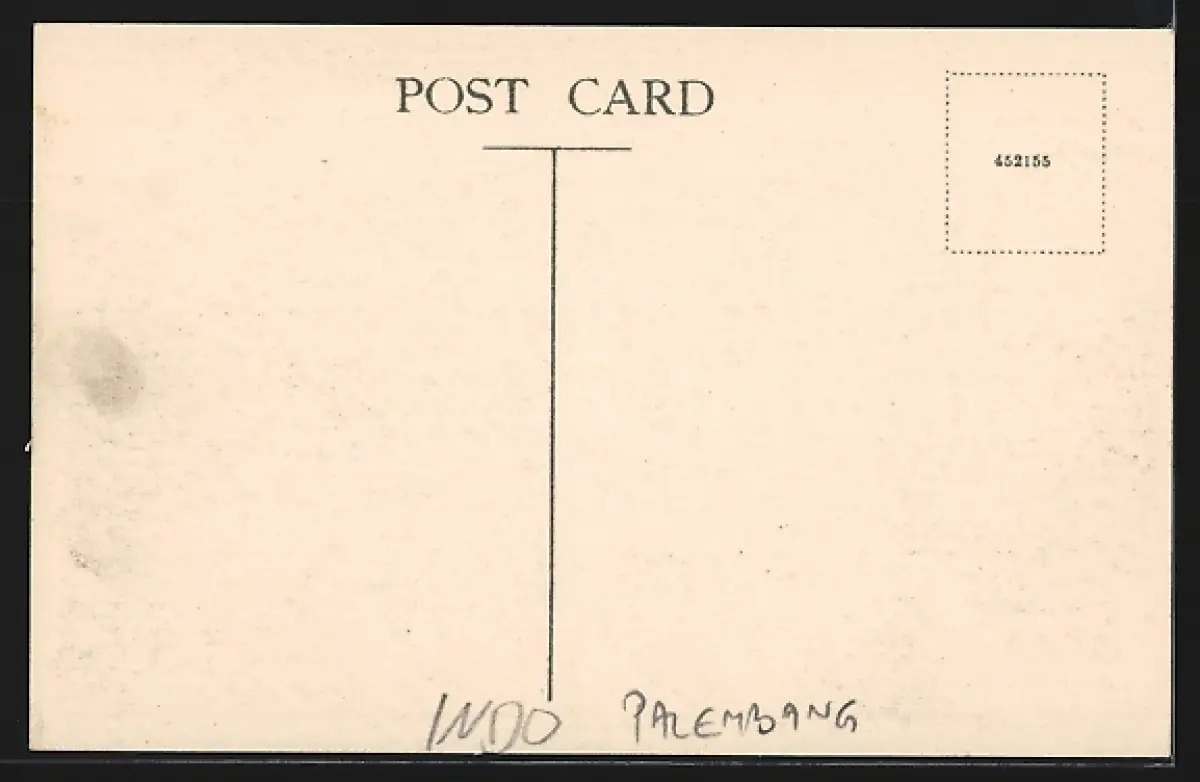 POST CARD
452155
INDO PALEMBANG